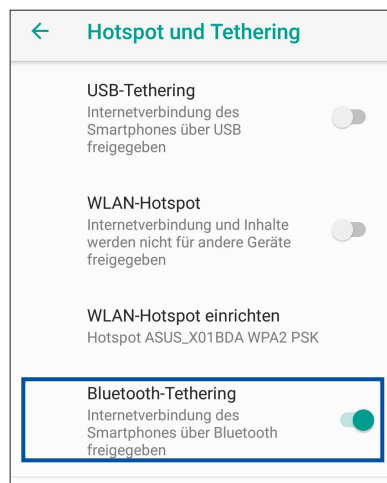 Hotspot und Tethering
USB-Tethering
Internetverbindung des
Smartphones über USB
freigegeben
WLAN-Hotspot
Internetverbindung und Inhalte
werden nicht für andere Geräte
freigegeben
WLAN-Hotspot einrichten
Hotspot ASUS_X01BDA WPA2 PSK
Bluetooth-Tethering
Internetverbindung des
Smartphones über Bluetooth
freigegeben